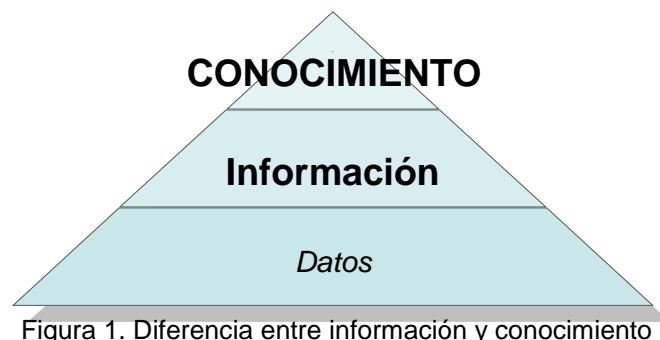 CONOCIMIENTO
Información
Datos
Figura 1. Diferencia entre información y conocimiento